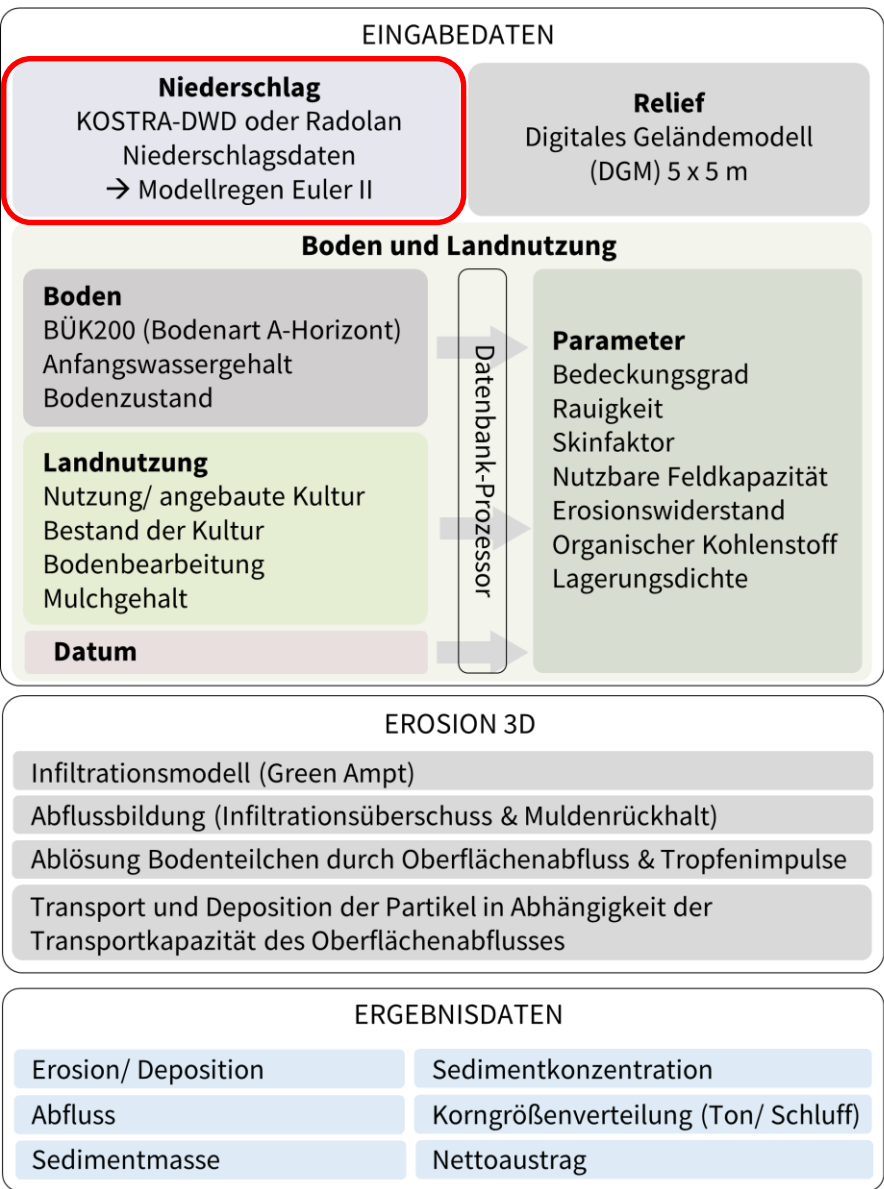 EINGABEDATEN
Niederschlag
KOSTRA-DWD oder Radolan
Niederschlagsdaten
→ Modellregen Euler II
Relief
Digitales Geländemodell
(DGM) 5 x 5 m
Boden und Landnutzung
Boden
BÜK200 (Bodenart A-Horizont)
Anfangswassergehalt
Bodenzustand
Landnutzung
Nutzung/ angebaute Kultur
Bestand der Kultur
Bodenbearbeitung
Mulchgehalt
Datum
Datenbank-Prozessor
Parameter
Bedeckungsgrad
Rauigkeit
Skinfaktor
Nutzbare Feldkapazität
Erosionswiderstand
Organischer Kohlenstoff
Lagerungsdichte
EROSION 3D
Infiltrationsmodell (Green Ampt)
Abflussbildung (Infiltrationsüberschuss & Muldenrückhalt)
Ablösung Bodenteilchen durch Oberflächenabfluss & Tropfenimpulse
Transport und Deposition der Partikel in Abhängigkeit der
Transportkapazität des Oberflächenabflusses
ERGEBNISDATEN
Erosion/ Deposition
Sedimentkonzentration
Abfluss
Korngrößenverteilung (Ton/ Schluff)
Sedimentmasse
Nettoaustrag